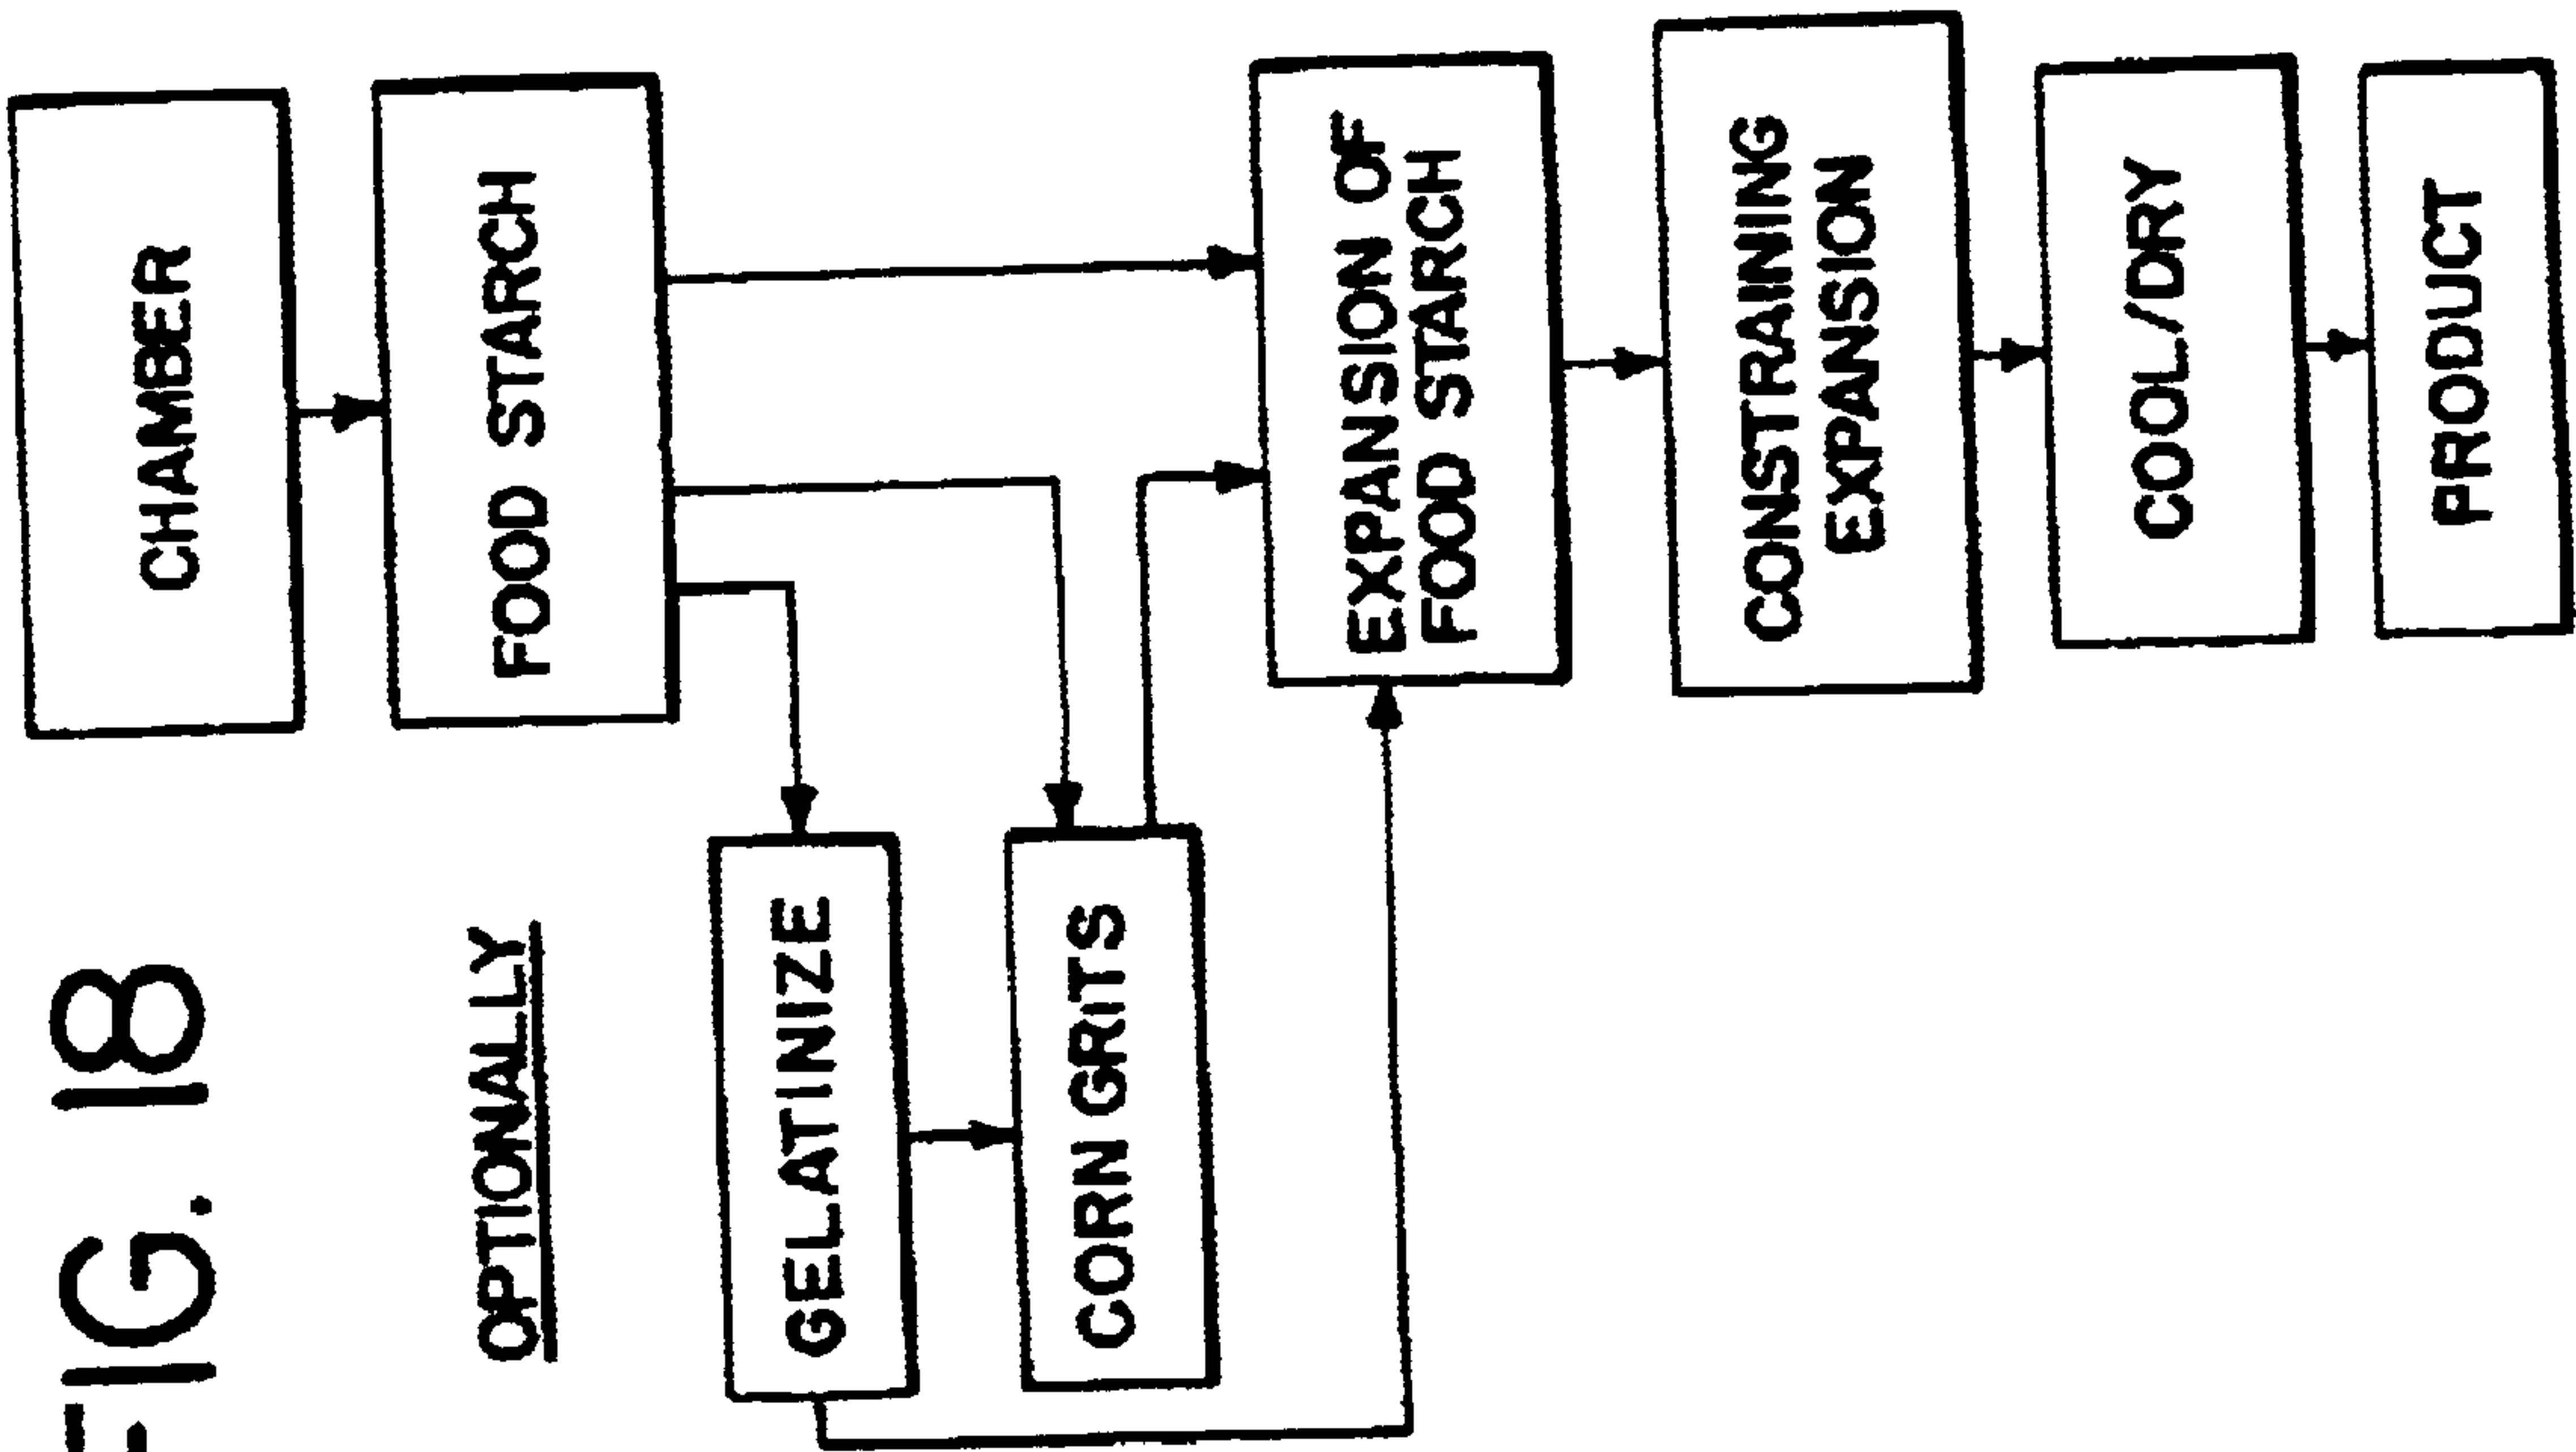 FIG. 18
CHAMBER
OPTIONALLY
FOOD STARCH
GELATINIZE
CORN GRITS
EXPANSION OF
FOOD STARCH
CONSTRAINING
EXPANSION
COOL/DRY
PRODUCT